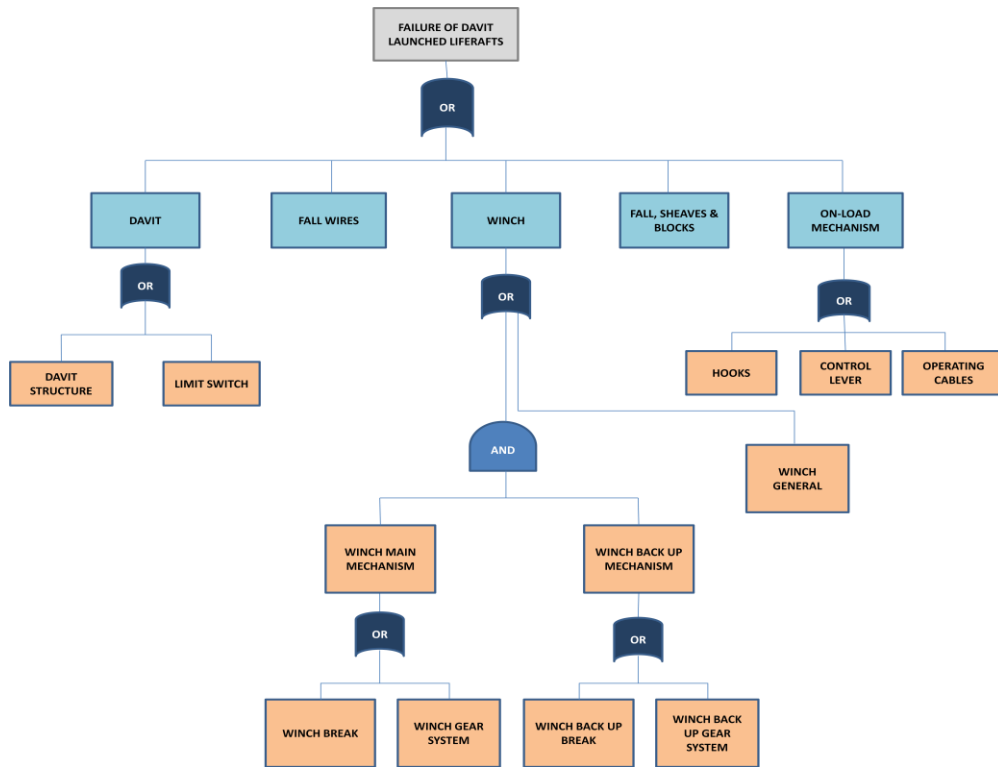 FAILURE OF DAVIT
LAUNCHED LIFERAFTS
OR
DAVIT
FALL WIRES
WINCH
FALL, SHEAVES &
BLOCKS
ON-LOAD
MECHANISM
OR
OR
OR
DAVIT
STRUCTURE
LIMIT SWITCH
HOOKS
CONTROL
LEVER
OPERATING
CABLES
AND
WINCH
GENERAL
WINCH MAIN
MECHANISM
WINCH BACK UP
MECHANISM
OR
OR
WINCH BREAK
WINCH GEAR
SYSTEM
WINCH BACK UP
BREAK
WINCH BACK
UP GEAR
SYSTEM